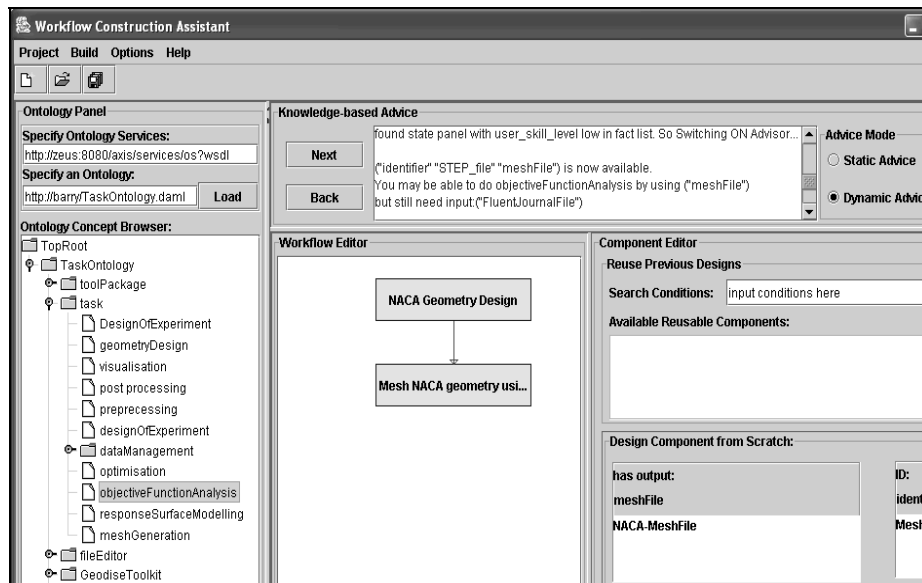 Workflow Construction Assistant
Project Build Options Help
Ontology Panel
Specify Ontology Services:
http://zeus:8080/axis/services/os?wsdl
Specify an Ontology:
http://barry/TaskOntology.daml Load
Ontology Concept Browser:
TopRoot
TaskOntology
toolPackage
task
DesignOfExperiment
geometryDesign
visualisation
post processing
preprecessing
designOfExperiment
dataManagement
optimisation
objectiveFunctionAnalysis
responseSurfaceModelling
meshGeneration
fileEditor
GeodiseToolkit
Knowledge-based Advice
Next
Back
found state panel with user_skill_level low in fact list. So Switching ON Advisor...
("identifier" "STEP_file" "meshFile") is now available.
You may be able to do objectiveFunctionAnalysis by using ("meshFile")
but still need input:("FluentJournalFile")
Advice Mode
Static Advice
Dynamic Advic
Workflow Editor
NACA Geometry Design
Mesh NACA geometry usi...
Component Editor
Reuse Previous Designs
Search Conditions: input conditions here
Available Reusable Components:
Design Component from Scratch:
has output:
meshFile
NACA-MeshFile
ID:
ident
Mesh